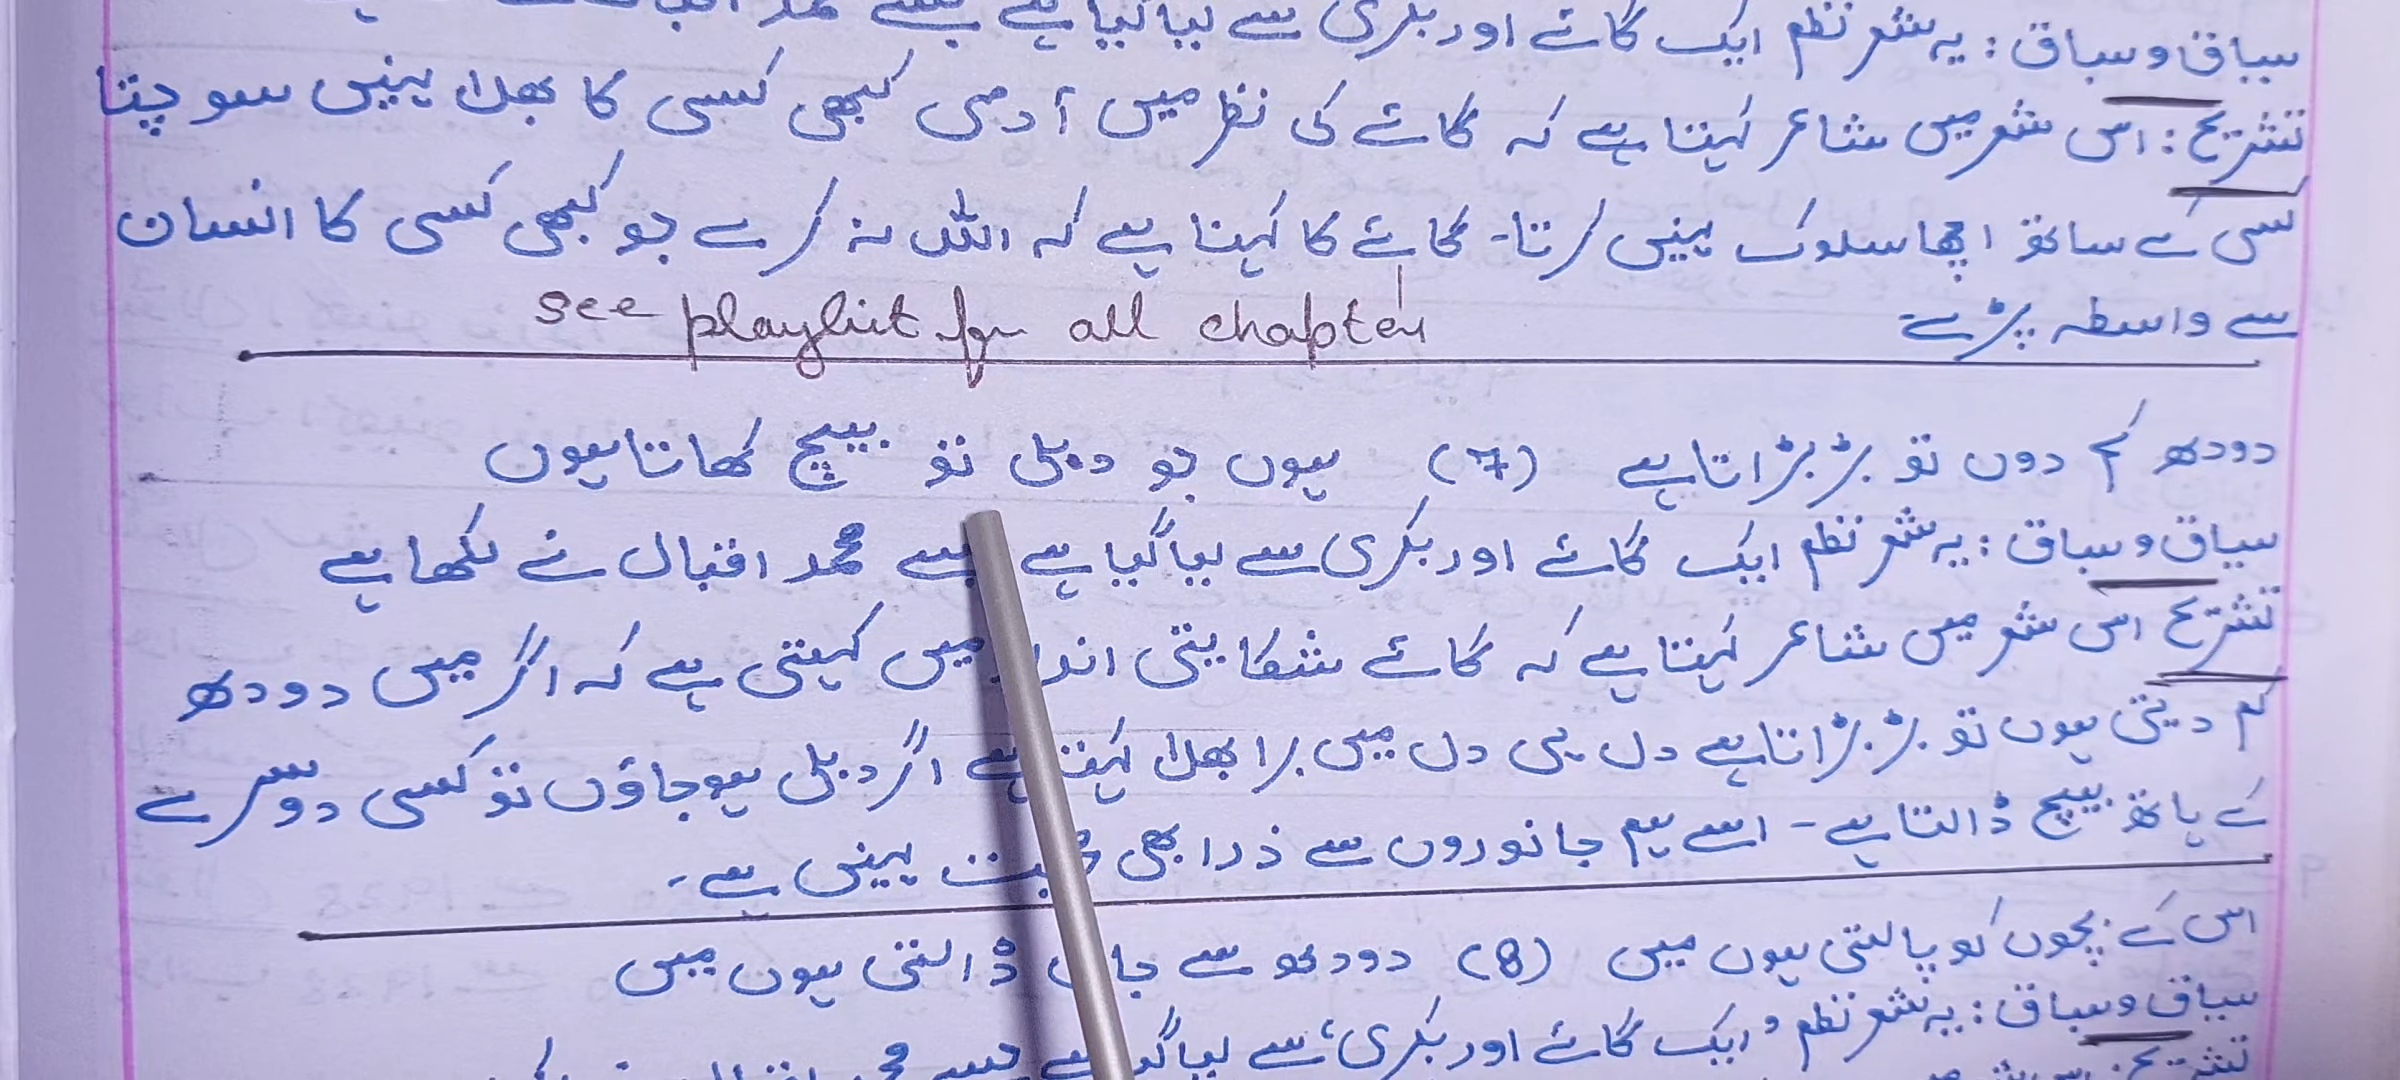 سیاق و سباق : یہ شعر نظم ایک گائے اور بکری سے لیا گیا ہے جسے محمد اقبال
تشریح : اس شعر میں شاعر کہتا ہے کہ گائے کی نظر میں آدمی کبھی کسی کا بھلا نہیں سوچتا
کسی کے ساتھ اچھا سلوک نہیں کرتا - گائے کا کہنا ہے کہ اللہ نہ کرے جو کبھی کسی کا انسان
سے واسطہ پڑے
see playlist for all chapter
دودھ کم دوں تو بڑبڑاتا ہے (7) ہوں جو دبلی تو بیچ کھاتا ہوں
سیاق و سباق : یہ شعر نظم ایک گائے اور بکری سے لیا گیا ہے جسے محمد اقبال نے لکھا ہے
تشریح اس شعر میں شاعر کہتا ہے کہ گائے شکایتی انداز میں کہتی ہے کہ اگر میں دودھ
کم دیتی ہوں تو بڑبڑاتا ہے دل ہی دل میں برا بھلا کہتا ہے اگر دبلی ہوجاؤں تو کسی دوسرے
کے ہاتھ بیچ ڈالتا ہے - اسے ہم جانوروں سے ذرا بھی محبت نہیں ہے -
اس کے بچوں کو پالتی ہوں میں (8) دودھ سے جان ڈالتی ہوں میں
سیاق و سباق : یہ شعر نظم ' ایک گائے اور بکری ' سے لیا گیا ہے جسے
تشریح :